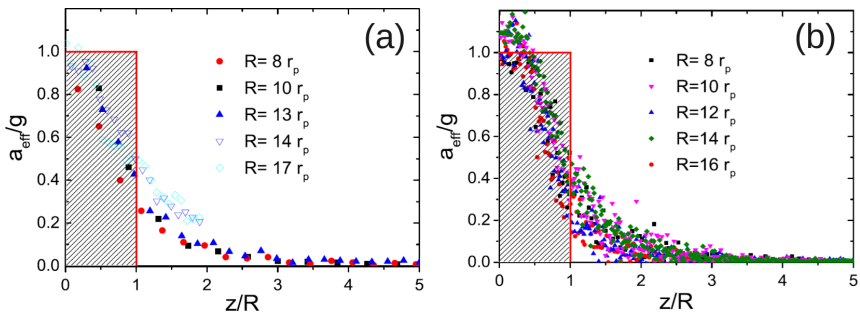 (a)
1.0
0.8
0.6
0.4
0.2
0.0
a_eff/g
R= 8 r_p
R= 10 r_p
R= 13 r_p
R= 14 r_p
R= 17 r_p
0 1 2 3 4 5
z/R
(b)
1.0
0.8
0.6
0.4
0.2
0.0
a_eff/g
R= 8 r_p
R=10 r_p
R=12 r_p
R=14 r_p
R=16 r_p
0 1 2 3 4 5
z/R